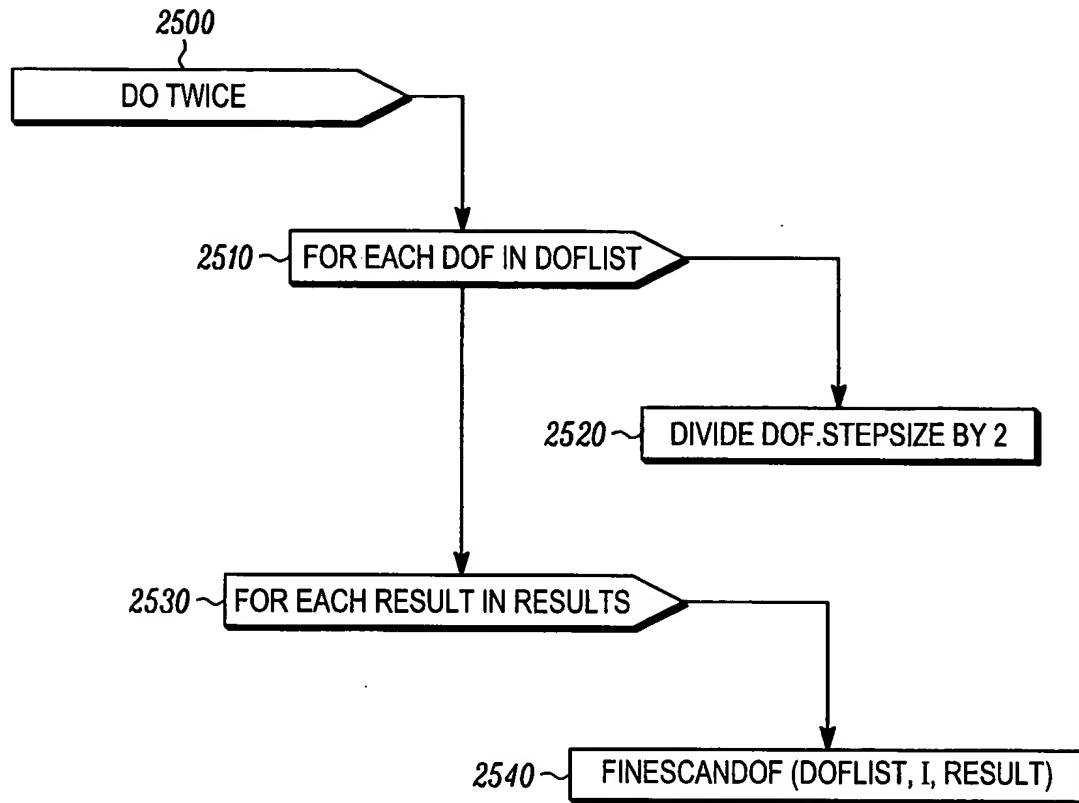 2500
DO TWICE
2510
FOR EACH DOF IN DOFLIST
2520
DIVIDE DOF.STEPSIZE BY 2
2530
FOR EACH RESULT IN RESULTS
2540
FINESCANDOF (DOFLIST, I, RESULT)